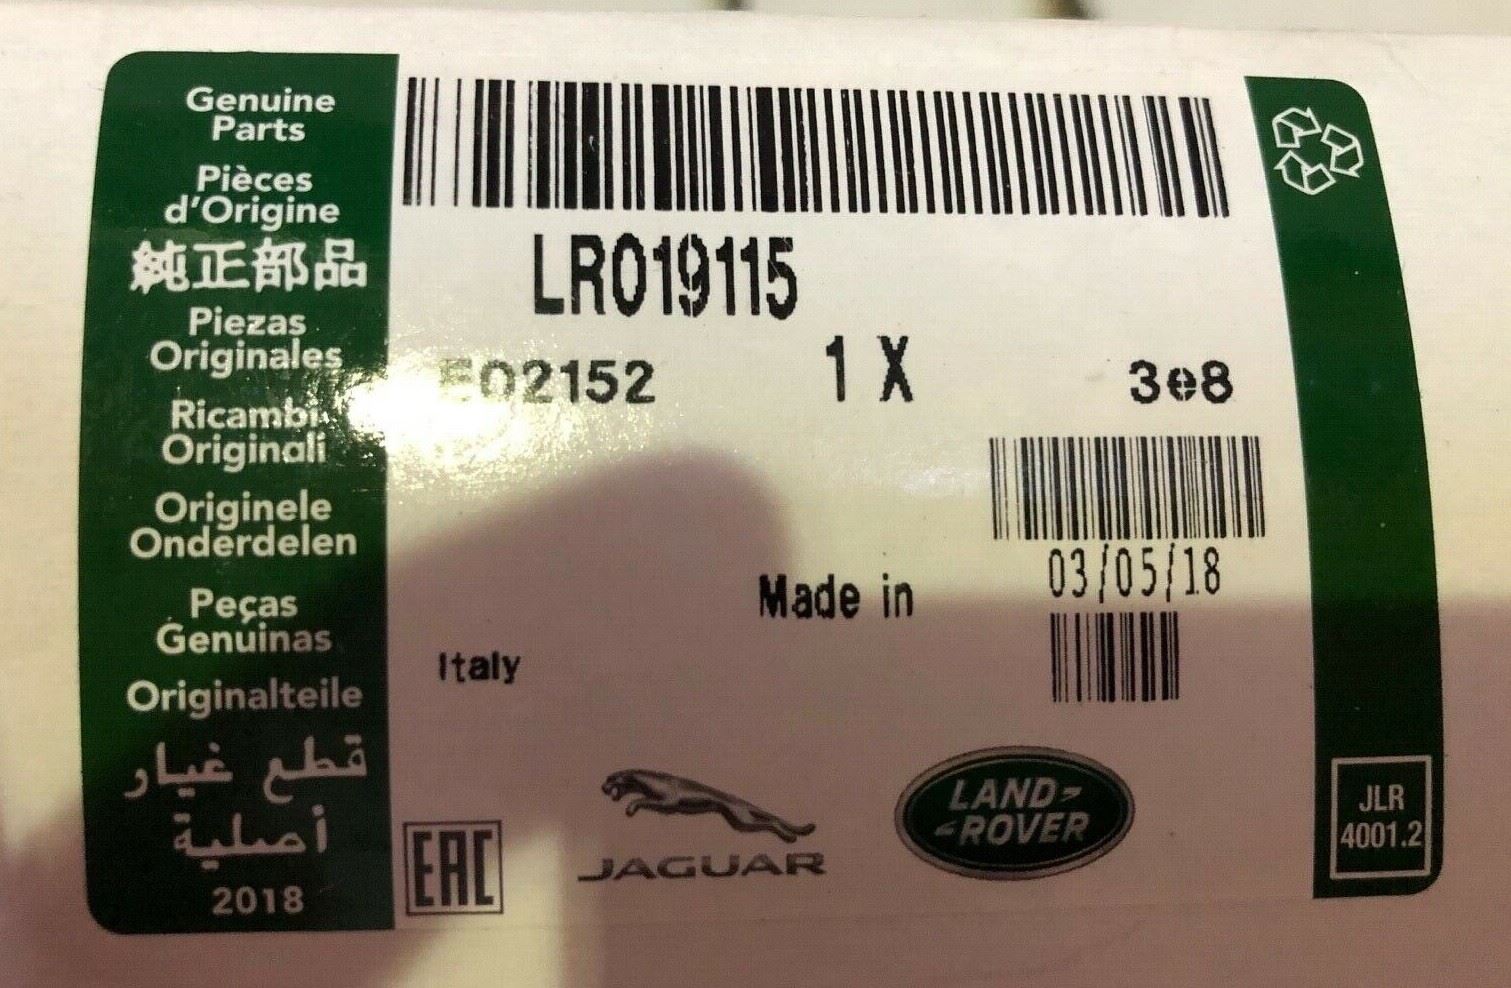 Genuine
Parts
Pièces
d'Origine
純正部品
Piezas
Originales
Ricambi
Originali
Originele
Onderdelen
Peças
Genuinas
Originalteile
قطع غيار
أصلية
2018
LR019115
E02152
1 X
3e8
03/05/18
Made in
Italy
EAC
JAGUAR
LAND-
-ROVER
JLR
4001.2